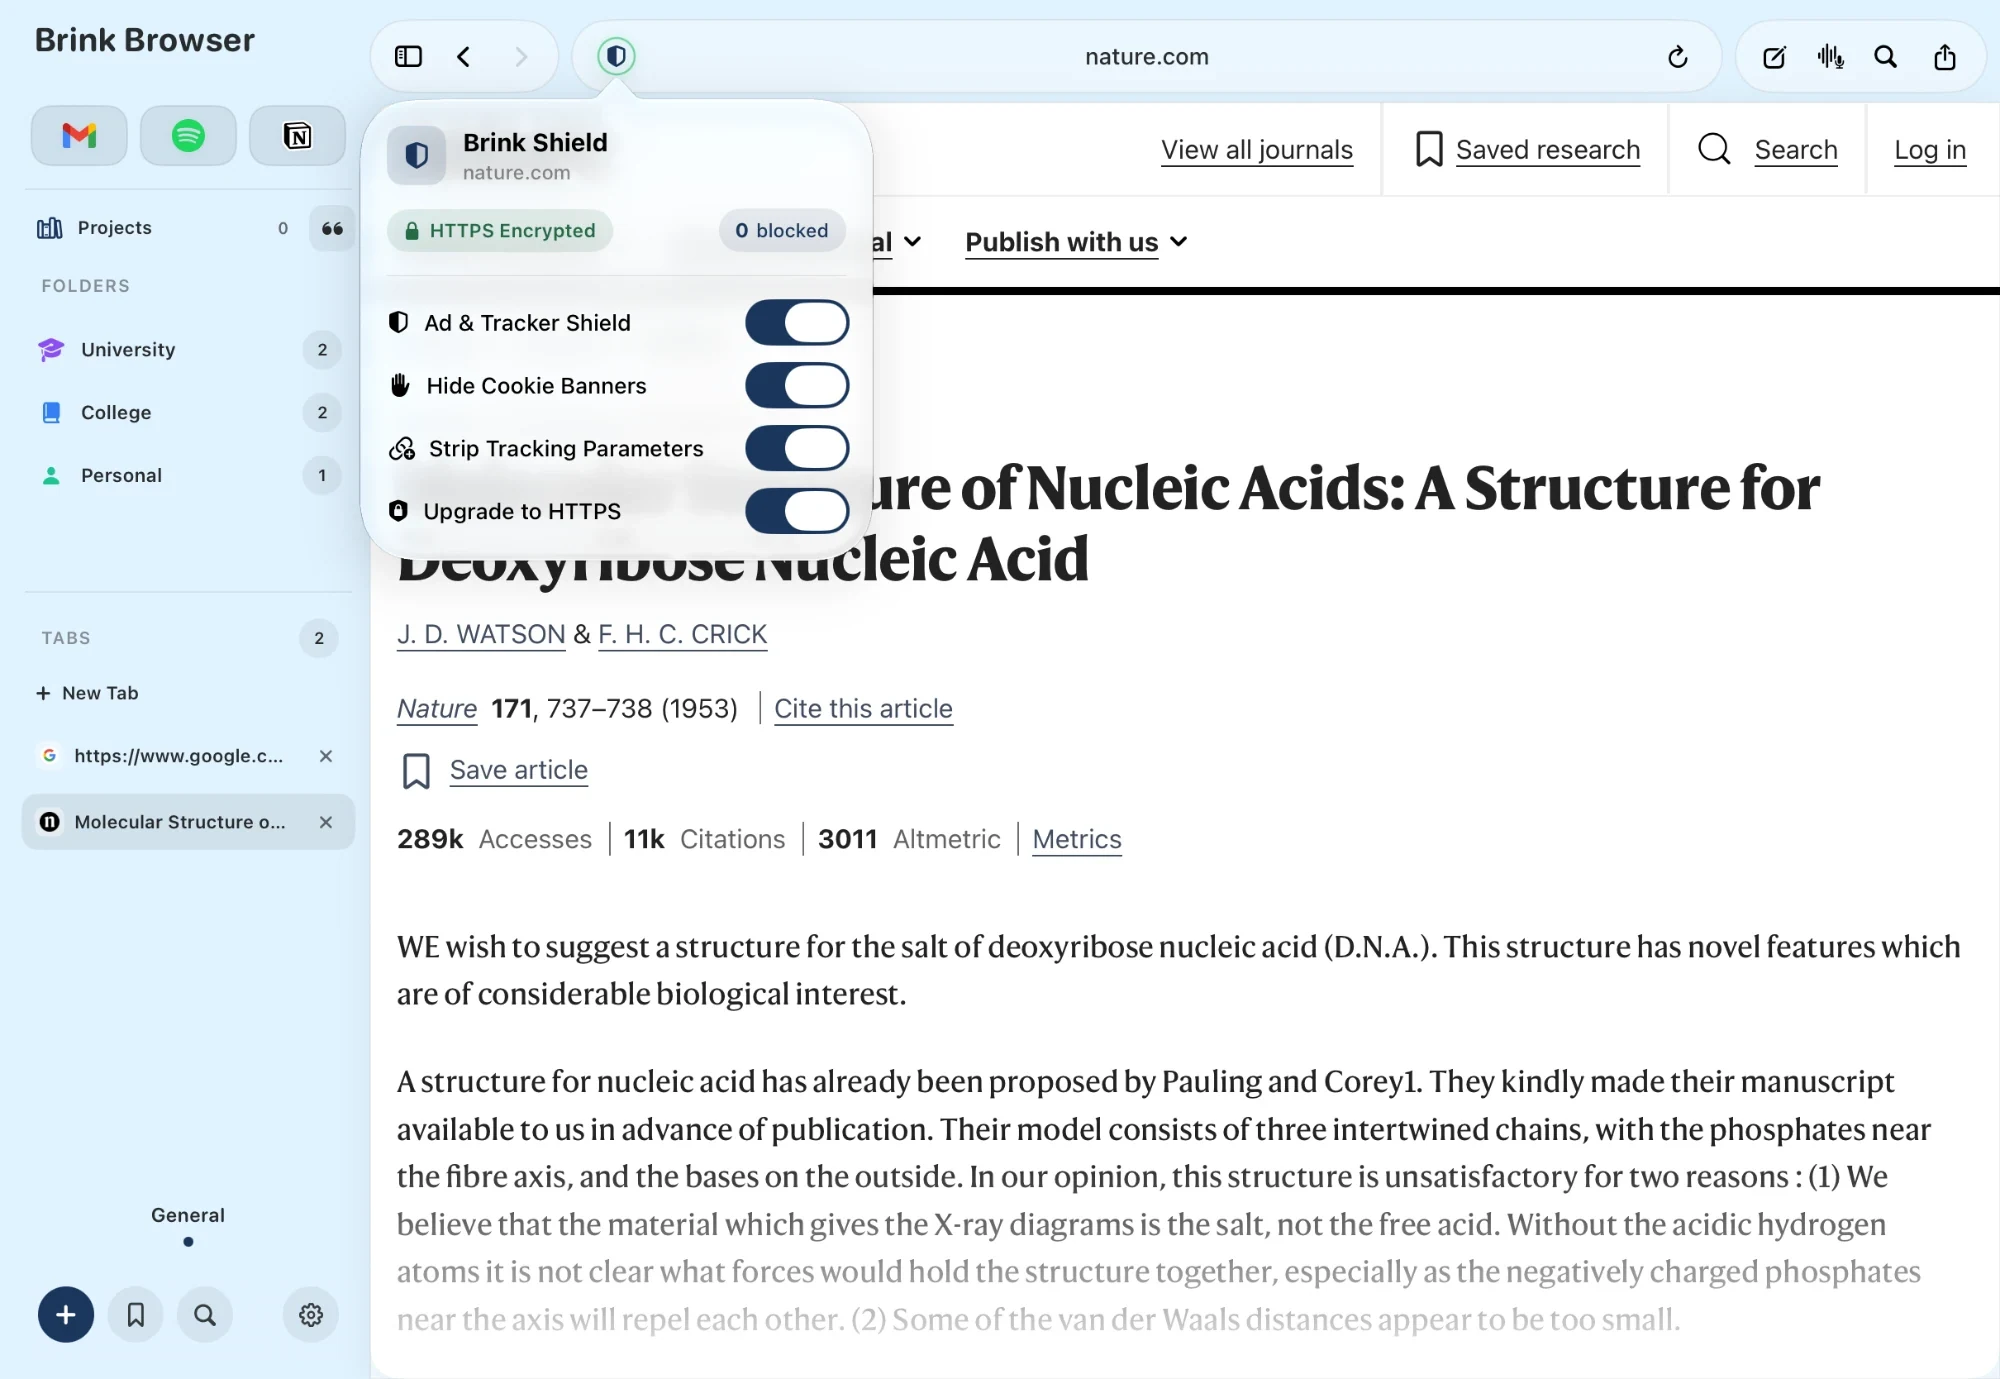 Brink Browser
nature.com
Brink Shield
nature.com
HTTPS Encrypted
0 blocked
Ad & Tracker Shield
Hide Cookie Banners
Strip Tracking Parameters
Upgrade to HTTPS
Projects 0
FOLDERS
University 2
College 2
Personal 1
TABS 2
+ New Tab
https://www.google.c...
Molecular Structure o...
General
View all journals
Saved research
Search
Log in
al
Publish with us
ure of Nucleic Acids: A Structure for
Deoxyribose Nucleic Acid
J. D. WATSON & F. H. C. CRICK
Nature 171, 737–738 (1953) | Cite this article
Save article
289k Accesses | 11k Citations | 3011 Altmetric | Metrics
WE wish to suggest a structure for the salt of deoxyribose nucleic acid (D.N.A.). This structure has novel features which
are of considerable biological interest.
A structure for nucleic acid has already been proposed by Pauling and Corey1. They kindly made their manuscript
available to us in advance of publication. Their model consists of three intertwined chains, with the phosphates near
the fibre axis, and the bases on the outside. In our opinion, this structure is unsatisfactory for two reasons : (1) We
believe that the material which gives the X-ray diagrams is the salt, not the free acid. Without the acidic hydrogen
atoms it is not clear what forces would hold the structure together, especially as the negatively charged phosphates
near the axis will repel each other. (2) Some of the van der Waals distances appear to be too small.